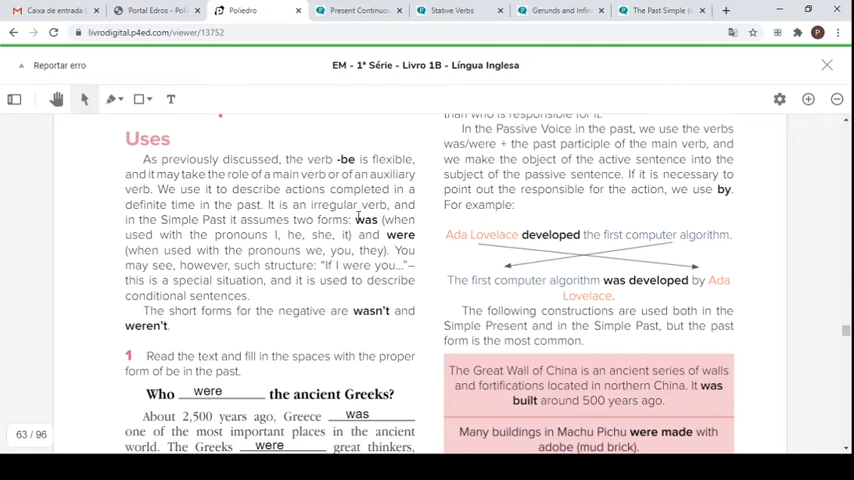 Caixa de entrada (
Portal Edros - Poli
Poliedro
Present Continuou
Stative Verbs
Gerunds and Infin
The Past Simple (
livrodigital.p4ed.com/viewer/13752
Reportar erro
EM - 1ª Série - Livro 1B - Língua Inglesa
Uses
As previously discussed, the verb -be is flexible,
and it may take the role of a main verb or of an auxiliary
verb. We use it to describe actions completed in a
definite time in the past. It is an irregular verb, and
in the Simple Past it assumes two forms: was (when
used with the pronouns I, he, she, it) and were
(when used with the pronouns we, you, they). You
may see, however, such structure: “If I were you...”–
this is a special situation, and it is used to describe
conditional sentences.
The short forms for the negative are wasn't and
weren't.
1 Read the text and fill in the spaces with the proper
form of be in the past.
Who were the ancient Greeks?
About 2,500 years ago, Greece was
one of the most important places in the ancient
world. The Greeks were great thinkers,
63 / 96
than who is responsible for it.
In the Passive Voice in the past, we use the verbs
was/were + the past participle of the main verb, and
we make the object of the active sentence into the
subject of the passive sentence. If it is necessary to
point out the responsible for the action, we use by.
For example:
Ada Lovelace developed the first computer algorithm.
The first computer algorithm was developed by Ada
Lovelace.
The following constructions are used both in the
Simple Present and in the Simple Past, but the past
form is the most common.
The Great Wall of China is an ancient series of walls
and fortifications located in northern China. It was
built around 500 years ago.
Many buildings in Machu Pichu were made with
adobe (mud brick).